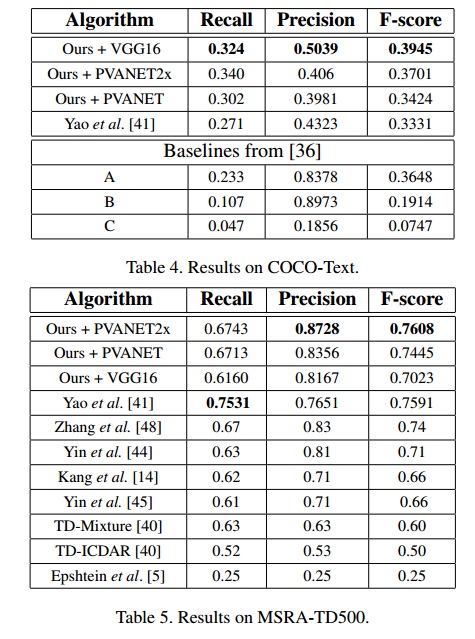 Algorithm Recall Precision F-score
Ours + VGG16 0.324 0.5039 0.3945
Ours + PVANET2x 0.340 0.406 0.3701
Ours + PVANET 0.302 0.3981 0.3424
Yao et al. [41] 0.271 0.4323 0.3331
Baselines from [36]
A 0.233 0.8378 0.3648
B 0.107 0.8973 0.1914
C 0.047 0.1856 0.0747
Table 4. Results on COCO-Text.
Algorithm Recall Precision F-score
Ours + PVANET2x 0.6743 0.8728 0.7608
Ours + PVANET 0.6713 0.8356 0.7445
Ours + VGG16 0.6160 0.8167 0.7023
Yao et al. [41] 0.7531 0.7651 0.7591
Zhang et al. [48] 0.67 0.83 0.74
Yin et al. [44] 0.63 0.81 0.71
Kang et al. [14] 0.62 0.71 0.66
Yin et al. [45] 0.61 0.71 0.66
TD-Mixture [40] 0.63 0.63 0.60
TD-ICDAR [40] 0.52 0.53 0.50
Epshtein et al. [5] 0.25 0.25 0.25
Table 5. Results on MSRA-TD500.